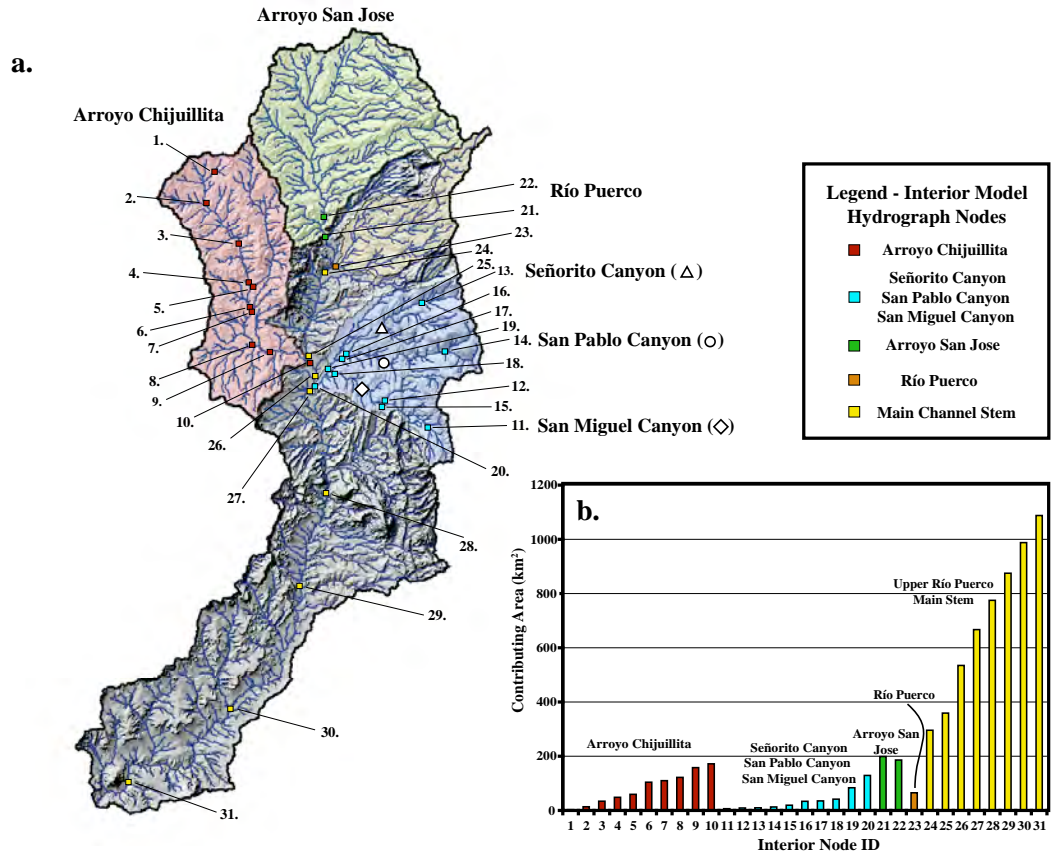 Arroyo San Jose
a.
Arroyo Chijuillita
1.
2.
3.
4.
5.
6.
7.
8.
9.
10.
26.
27.
22.
Río Puerco
21.
23.
24.
25.
13.
Señorito Canyon (△)
16.
17.
19.
14.
San Pablo Canyon (○)
18.
12.
15.
11.
San Miguel Canyon (◇)
20.
28.
29.
30.
31.
Legend - Interior Model
Hydrograph Nodes
Arroyo Chijuillita
Señorito Canyon
San Pablo Canyon
San Miguel Canyon
Arroyo San Jose
Río Puerco
Main Channel Stem
b.
Contributing Area (km²)
1200
1000
800
600
400
200
0
Upper Río Puerco
Main Stem
Río Puerco
Arroyo Chijuillita
Señorito Canyon
San Pablo Canyon
San Miguel Canyon
Arroyo San
Jose
1 2 3 4 5 6 7 8 9 10 11 12 13 14 15 16 17 18 19 20 21 22 23 24 25 26 27 28 29 30 31
Interior Node ID